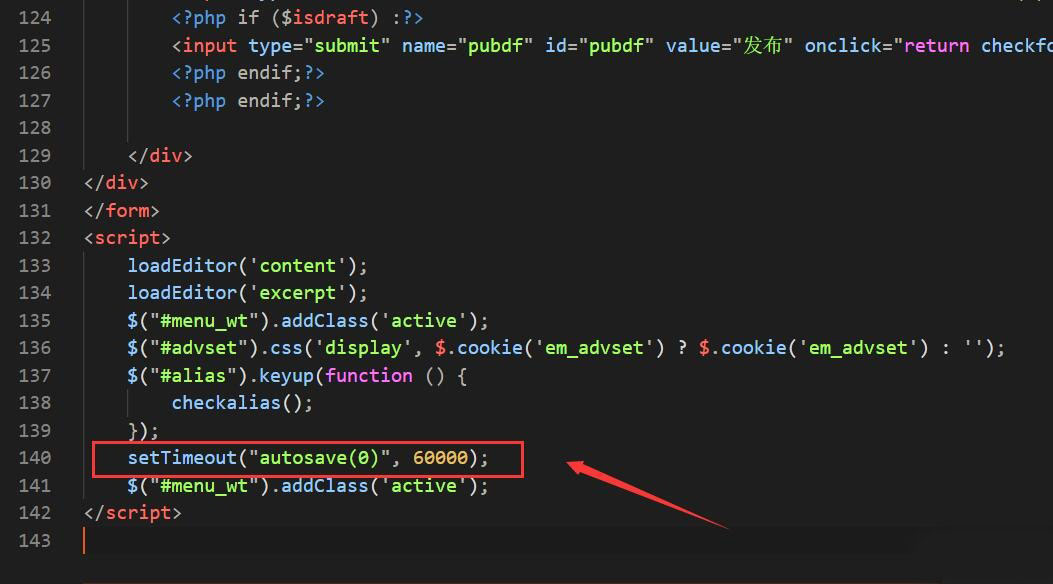 124 <?php if ($isdraft) :?>
125 <input type="submit" name="pubdf" id="pubdf" value="发布" onclick="return checkfo
126 <?php endif;?>
127 <?php endif;?>
128
129 </div>
130 </div>
131 </form>
132 <script>
133 loadEditor('content');
134 loadEditor('excerpt');
135 $("#menu_wt").addClass('active');
136 $("#advset").css('display', $.cookie('em_advset') ? $.cookie('em_advset') : '');
137 $("#alias").keyup(function () {
138 checkalias();
139 });
140 setTimeout("autosave(0)", 60000);
141 $("#menu_wt").addClass('active');
142 </script>
143